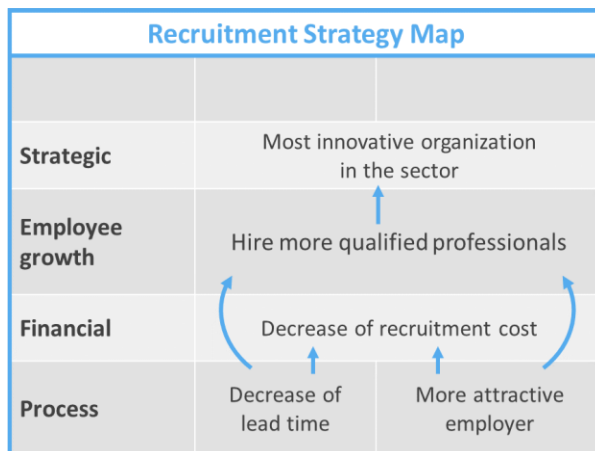 Recruitment Strategy Map
Strategic
Most innovative organization
in the sector
Employee
growth
Hire more qualified professionals
Financial
Decrease of recruitment cost
Process
Decrease of
lead time
More attractive
employer